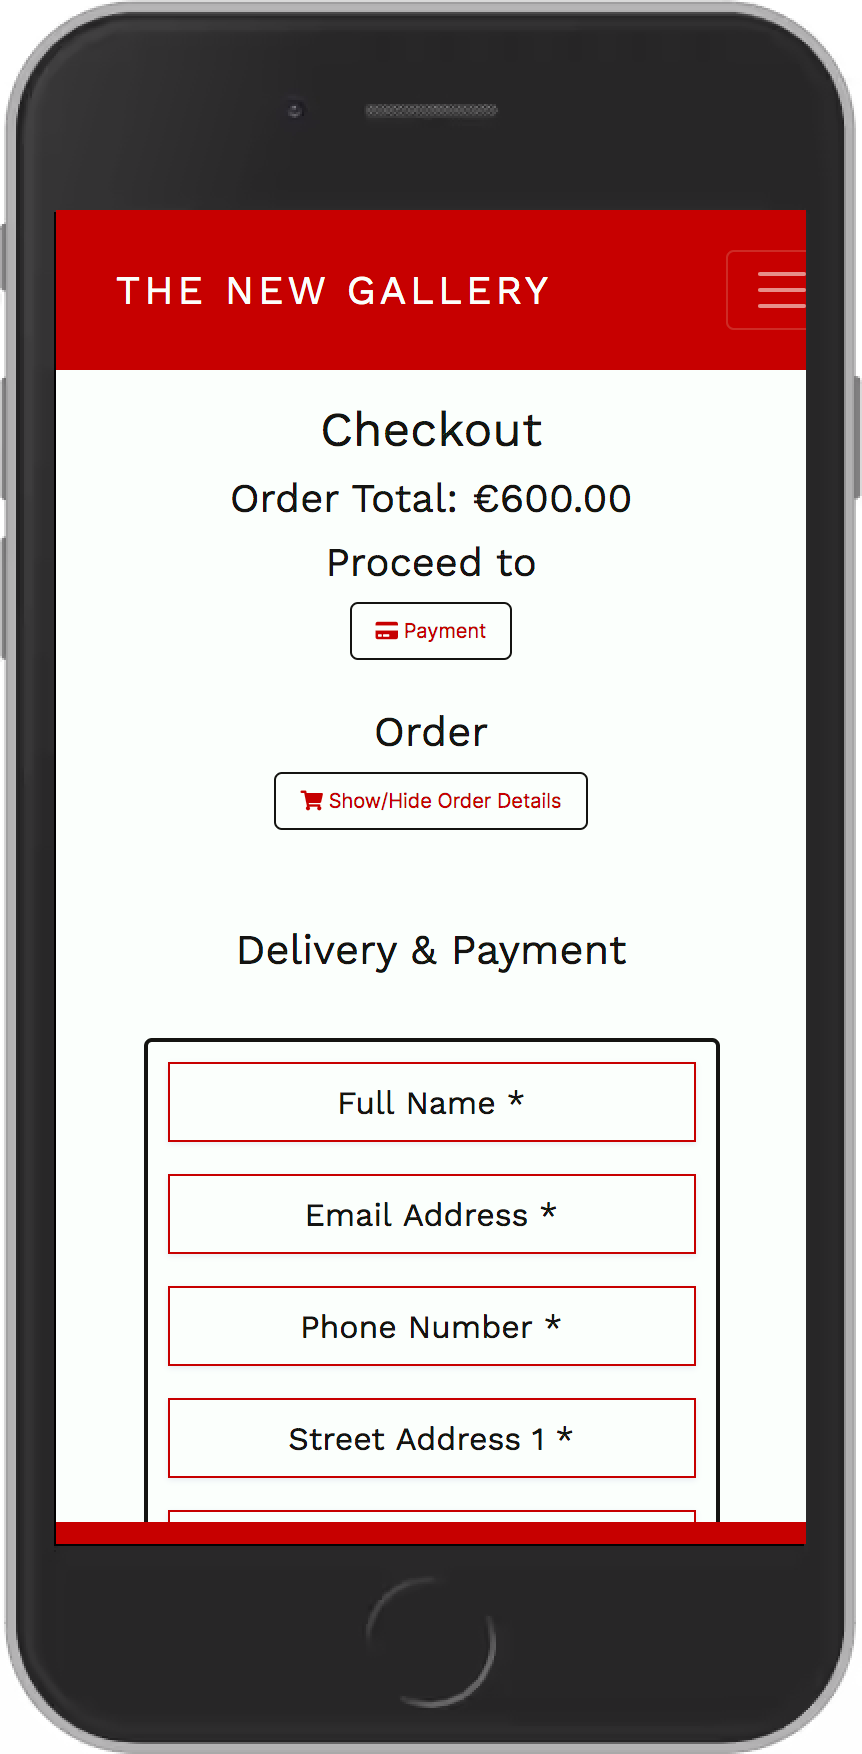 THE NEW GALLERY
Checkout
Order Total: €600.00
Proceed to
Payment
Order
Show/Hide Order Details
Delivery & Payment
Full Name *
Email Address *
Phone Number *
Street Address 1 *